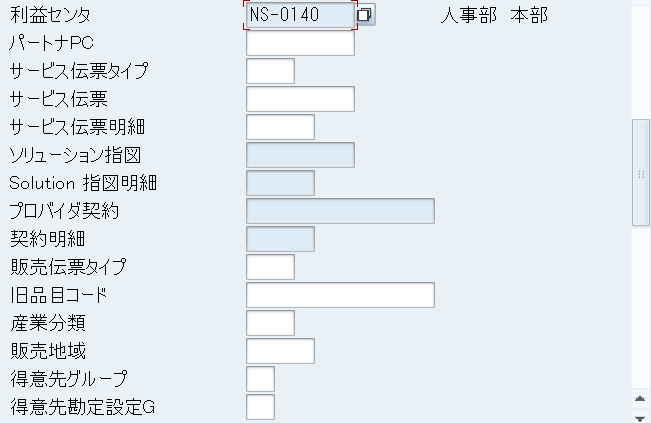 利益センタ NS-0140 人事部 本部
パートナPC
サービス伝票タイプ
サービス伝票
サービス伝票明細
ソリューション指図
Solution 指図明細
プロバイダ契約
契約明細
販売伝票タイプ
旧品目コード
産業分類
販売地域
得意先グループ
得意先勘定設定G